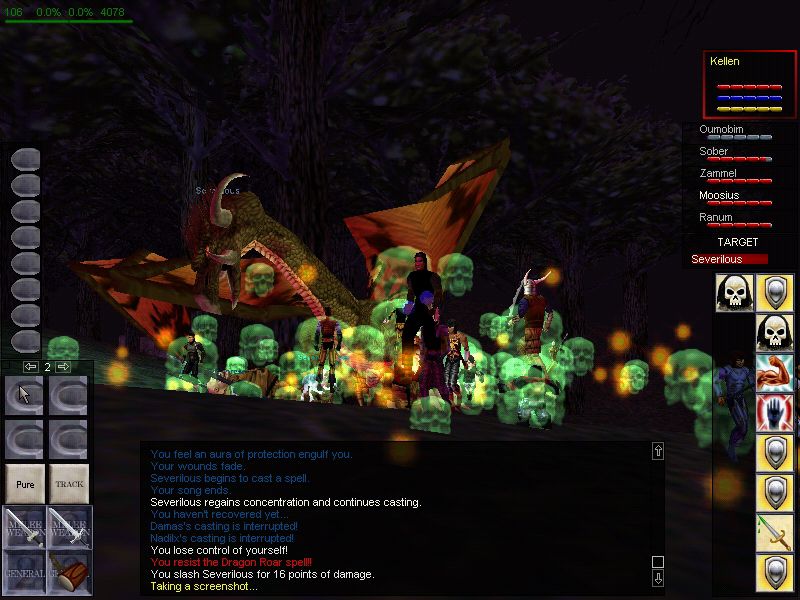 106 0.0% 0.0% 4078
Kellen
Oumobim
Sober
Zammel
Moosius
Ranum
TARGET
Severilous
Severilous
2
Pure
TRACK
MELEE WEAPON
MELEE WEAPON
GENERAL
You feel an aura of protection engulf you.
Your wounds fade.
Severilous begins to cast a spell.
Your song ends.
Severilous regains concentration and continues casting.
You haven't recovered yet...
Damas's casting is interrupted!
Nadilx's casting is interrupted!
You lose control of yourself!
You resist the Dragon Roar spell!!
You slash Severilous for 16 points of damage.
Taking a screenshot...